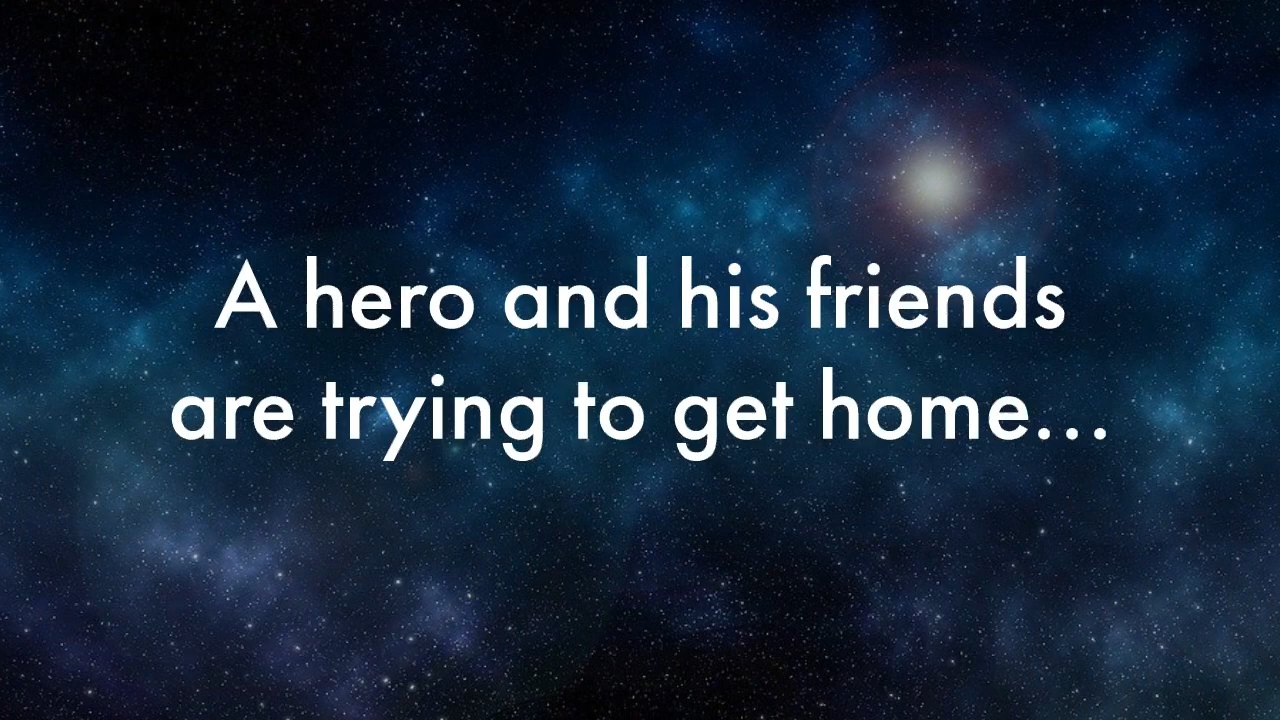 A hero and his friends
are trying to get home...